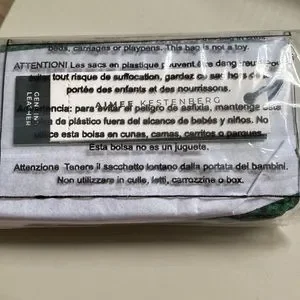 beds, carriages or playpens. This bag is not a toy.
ATTENTION! Les sacs en plastique peuvent être dangereux. Pour
éviter tout risque de suffocation, gardez ce sac hors de la
portée des enfants et des nourrissons.
AIMEE KESTENBERG
GENUINE
LEATHER
Advertencia: para evitar el peligro de asfixia, mantenga esta
bolsa de plástico fuera del alcance de bebés y niños. No
utilice esta bolsa en cunas, camas, carritos o parques.
Esta bolsa no es un juguete.
Attenzione Tenere il sacchetto lontano dalla portata dei bambini.
Non utilizzare in culle, letti, carrozzine o box.